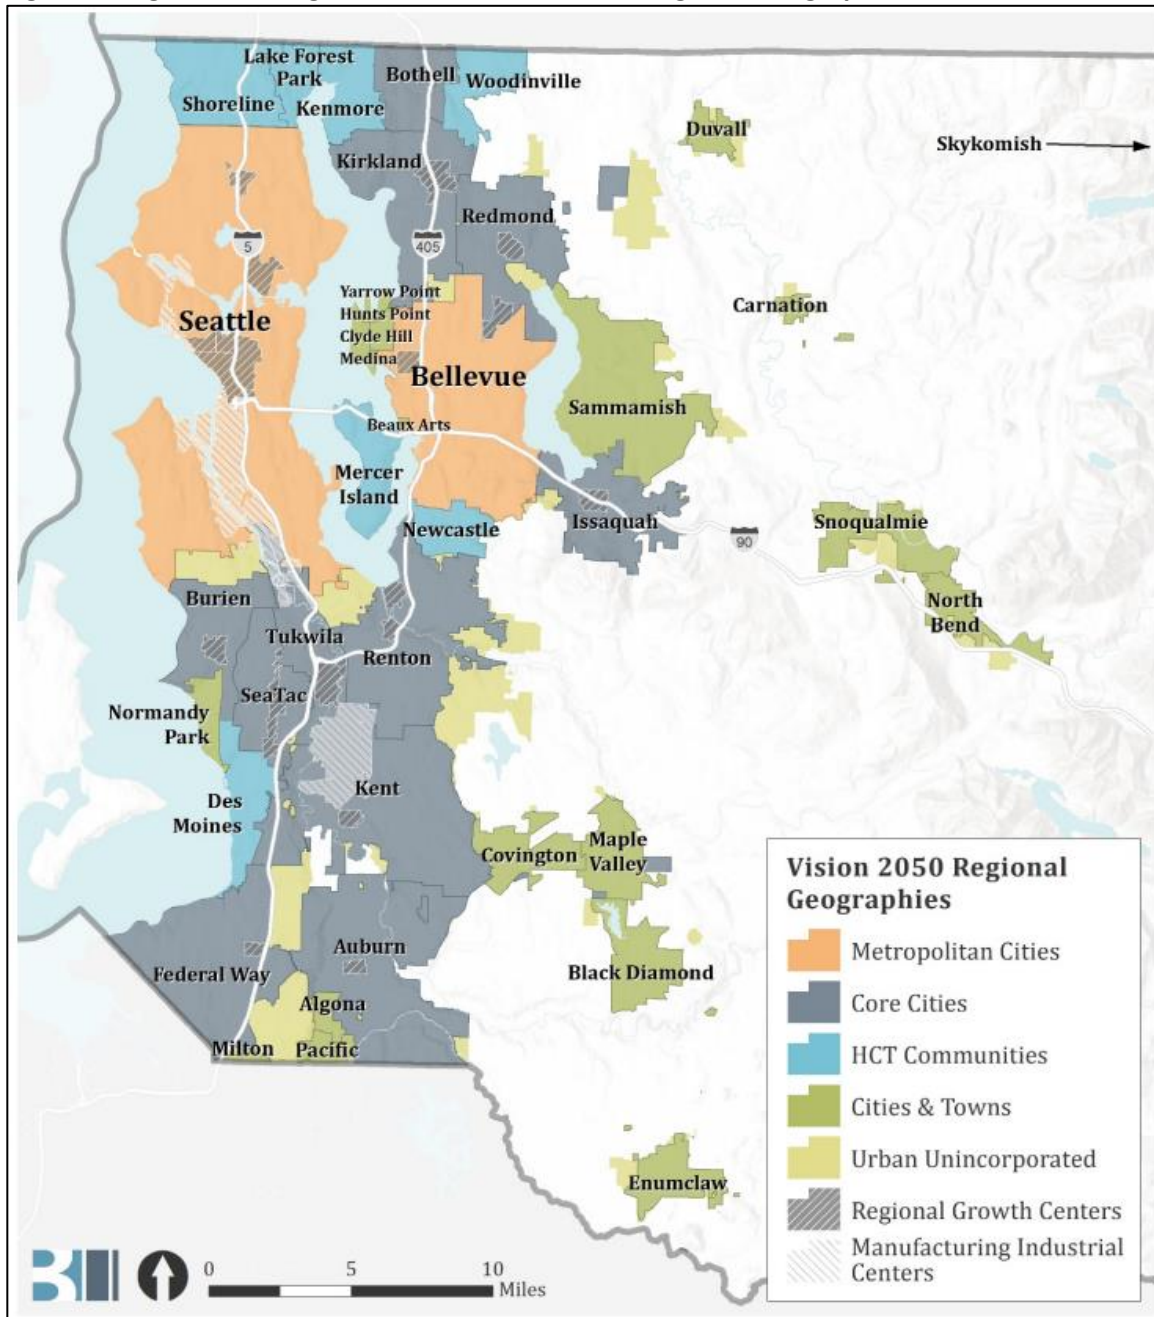 Lake Forest
Park
Bothell
Woodinville
Shoreline
Kenmore
Duvall
Skykomish
Kirkland
Redmond
5
405
Yarrow Point
Hunts Point
Clyde Hill
Medina
Carnation
Seattle
Bellevue
Sammamish
Beaux Arts
Mercer
Island
Newcastle
Issaquah
90
Snoqualmie
North
Bend
Burien
Tukwila
Renton
SeaTac
Normandy
Park
Kent
Des
Moines
Covington
Maple
Valley
Auburn
Federal Way
Black Diamond
Algona
Milton
Pacific
Enumclaw
Vision 2050 Regional
Geographies
Metropolitan Cities
Core Cities
HCT Communities
Cities & Towns
Urban Unincorporated
Regional Growth Centers
Manufacturing Industrial
Centers
0 5 10
Miles